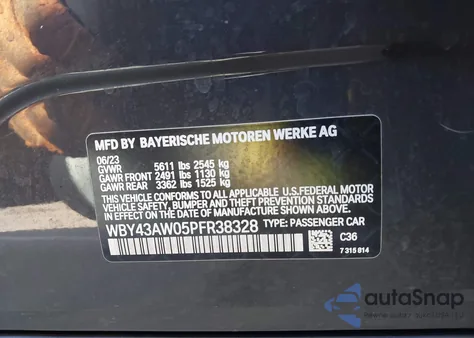 MFD BY BAYERISCHE MOTOREN WERKE AG
06/23
GVWR 5611 lbs 2545 kg
GAWR FRONT 2491 lbs 1130 kg
GAWR REAR 3362 lbs 1525 kg
THIS VEHICLE CONFORMS TO ALL APPLICABLE U.S.FEDERAL MOTOR
VEHICLE SAFETY, BUMPER, AND THEFT PREVENTION STANDARDS
IN EFFECT ON THE DATE OF MANUFACTURE SHOWN ABOVE.
WBY43AW05PFR38328 TYPE: PASSENGER CAR
C36
7 315 814
autoSnap